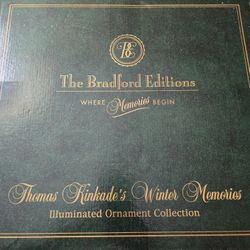 BE
The Bradford Editions
WHERE Memories BEGIN
Thomas Kinkade's Winter Memories
Illuminated Ornament Collection